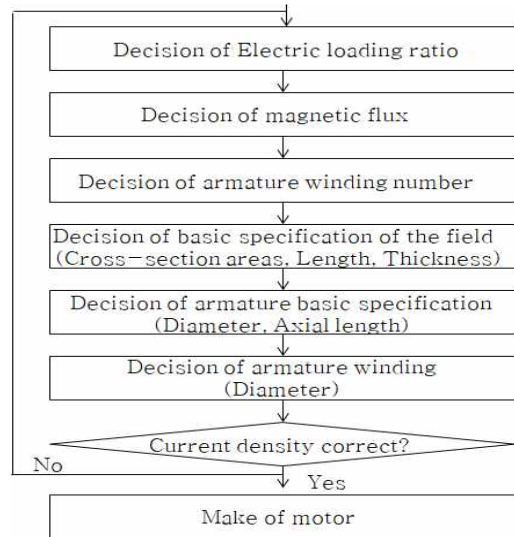 Decision of Electric loading ratio
Decision of magnetic flux
Decision of armature winding number
Decision of basic specification of the field
(Cross-section areas, Length, Thickness)
Decision of armature basic specification
(Diameter, Axial length)
Decision of armature winding
(Diameter)
Current density correct?
No
Yes
Make of motor